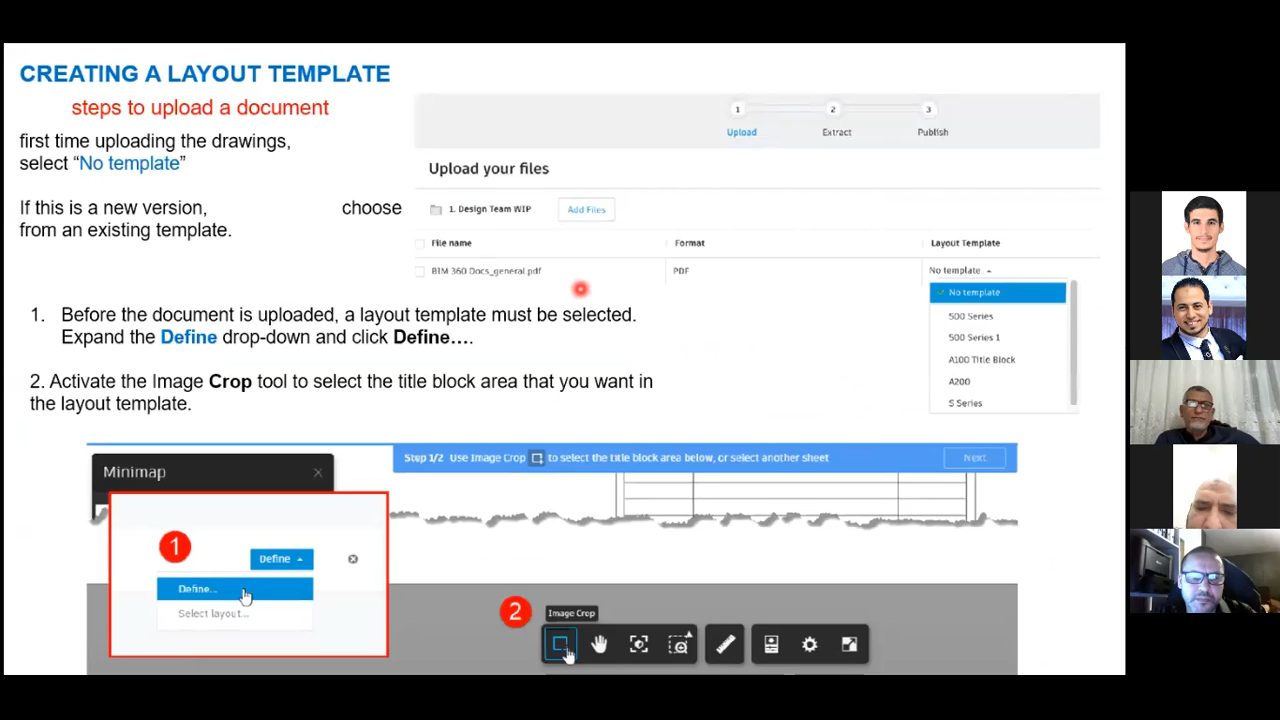 CREATING A LAYOUT TEMPLATE
steps to upload a document
first time uploading the drawings,
select “No template”
If this is a new version, choose
from an existing template.
1 2 3
Upload Extract Publish
Upload your files
1. Design Team WIP Add Files
File name Format Layout Template
BIM 360 Docs_general.pdf PDF No template
No template
500 Series
500 Series 1
A100 Title Block
A200
S Series
1. Before the document is uploaded, a layout template must be selected.
Expand the Define drop-down and click Define….
2. Activate the Image Crop tool to select the title block area that you want in
the layout template.
Minimap
Step 1/2 Use Image Crop to select the title block area below, or select another sheet Next
1
Define
Define...
Select layout...
2 Image Crop